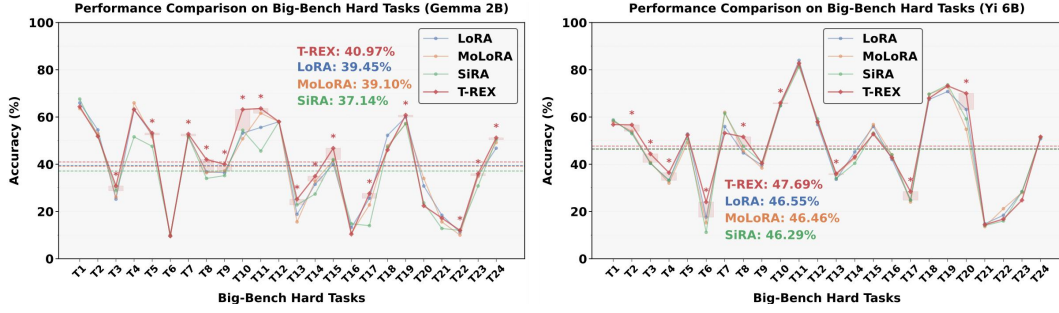 Performance Comparison on Big-Bench Hard Tasks (Gemma 2B)
100
80
60
40
20
0
Accuracy (%)
T-REX: 40.97%
LoRA: 39.45%
MoLoRA: 39.10%
SiRA: 37.14%
LoRA
MoLoRA
SiRA
T-REX
* * * * * * * * * * * * * *
T1 T2 T3 T4 T5 T6 T7 T8 T9 T10 T11 T12 T13 T14 T15 T16 T17 T18 T19 T20 T21 T22 T23 T24
Big-Bench Hard Tasks
Performance Comparison on Big-Bench Hard Tasks (Yi 6B)
100
80
60
40
20
0
Accuracy (%)
LoRA
MoLoRA
SiRA
T-REX
T-REX: 47.69%
LoRA: 46.55%
MoLoRA: 46.46%
SiRA: 46.29%
* * * * * * * * *
T1 T2 T3 T4 T5 T6 T7 T8 T9 T10 T11 T12 T13 T14 T15 T16 T17 T18 T19 T20 T21 T22 T23 T24
Big-Bench Hard Tasks